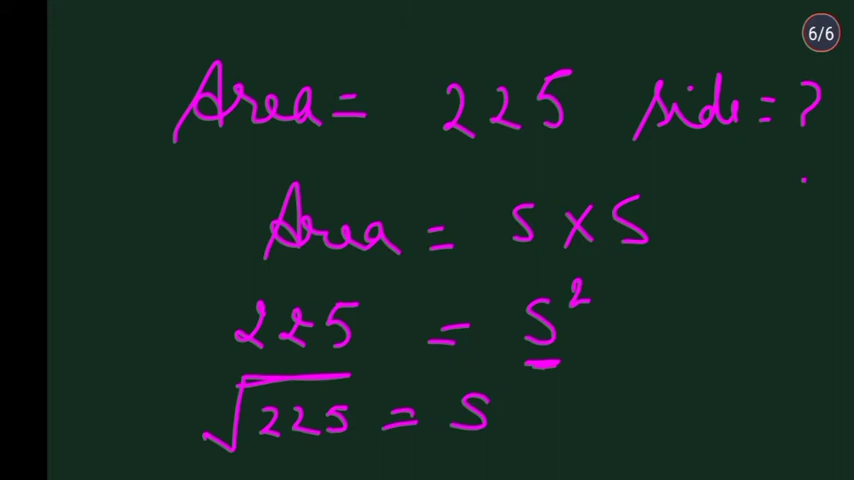 6/6
Area = 225 side = ?
Area = S × S
225 = S²
√225 = S